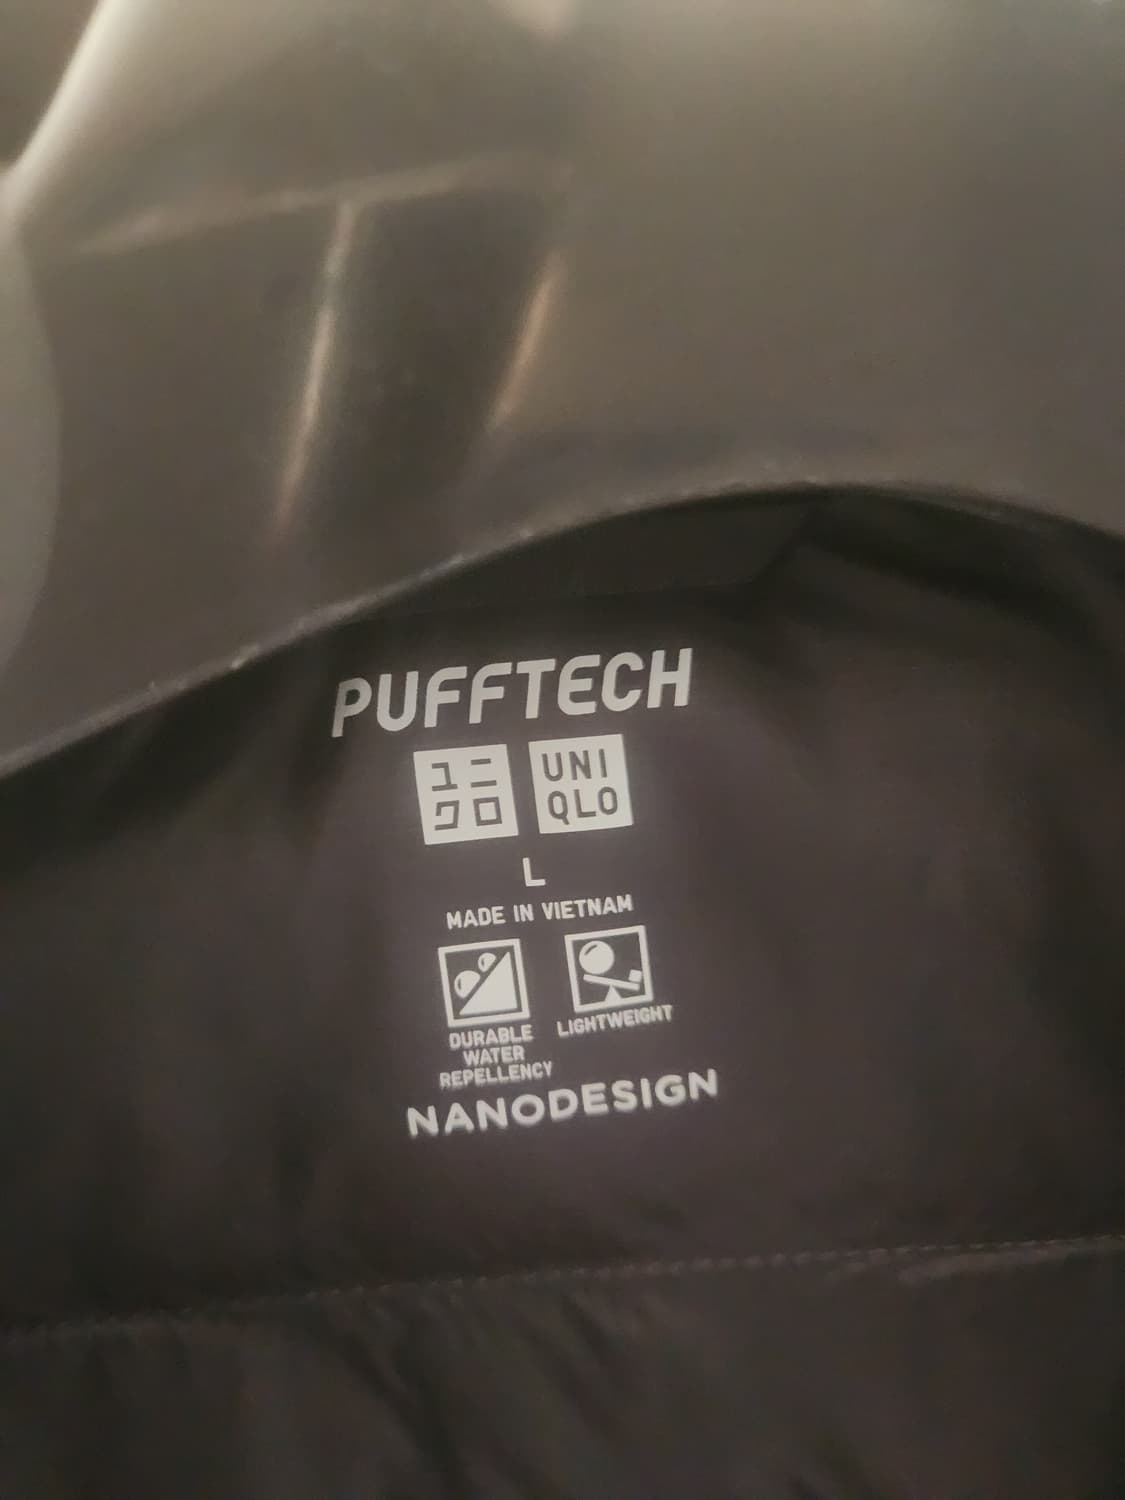 PUFFTECH
ユニ
クロ
UNI
QLO
L
MADE IN VIETNAM
DURABLE
WATER
REPELLENCY
LIGHTWEIGHT
NANODESIGN